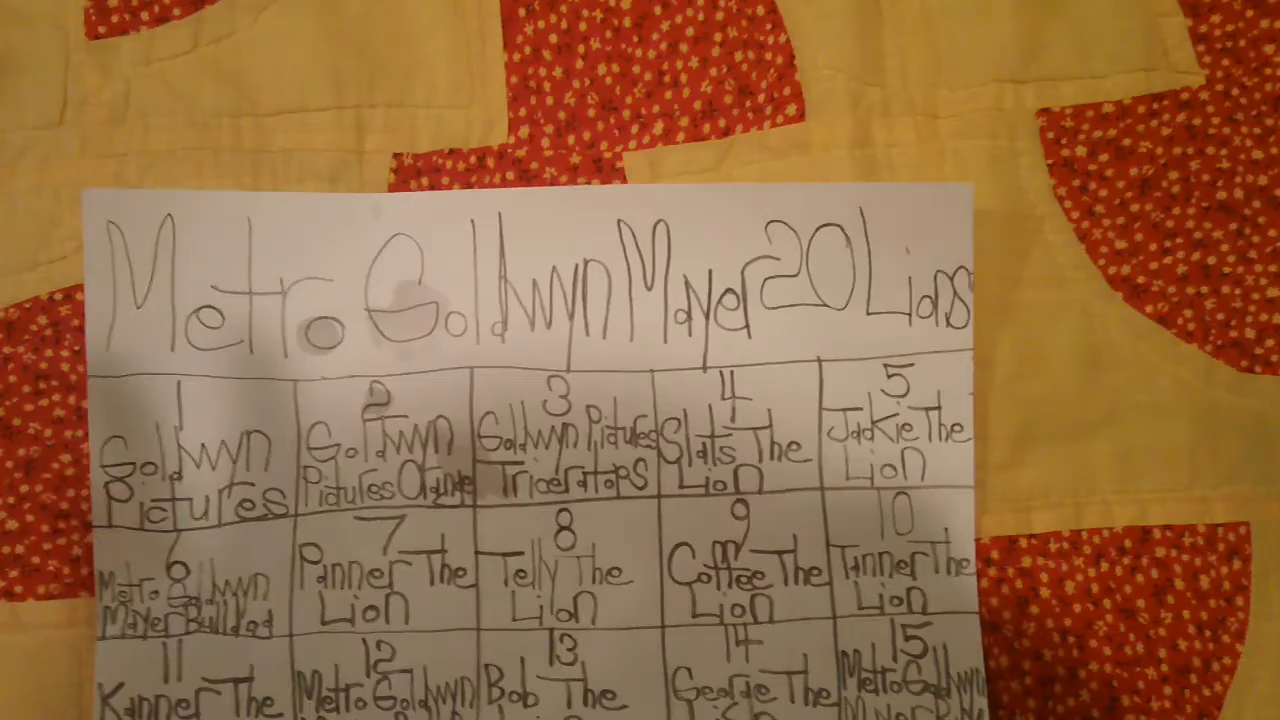 Metro Goldwyn Mayer 20 Lions
1
Goldwyn
Pictures
2
Goldwyn
Pictures Orange
3
Goldwyn Pictures
Triceratops
4
Slats The
Lion
5
Jackie The
Lion
6
Metro Goldwyn
Mayer
7
Panner The
Lion
8
Telly The
Lion
9
Coffee The
Lion
10
Tanner The
Lion
11
Kanner The
12
Metro Goldwyn
13
Bob The
14
George The
15
Metro Goldwyn
Mayer